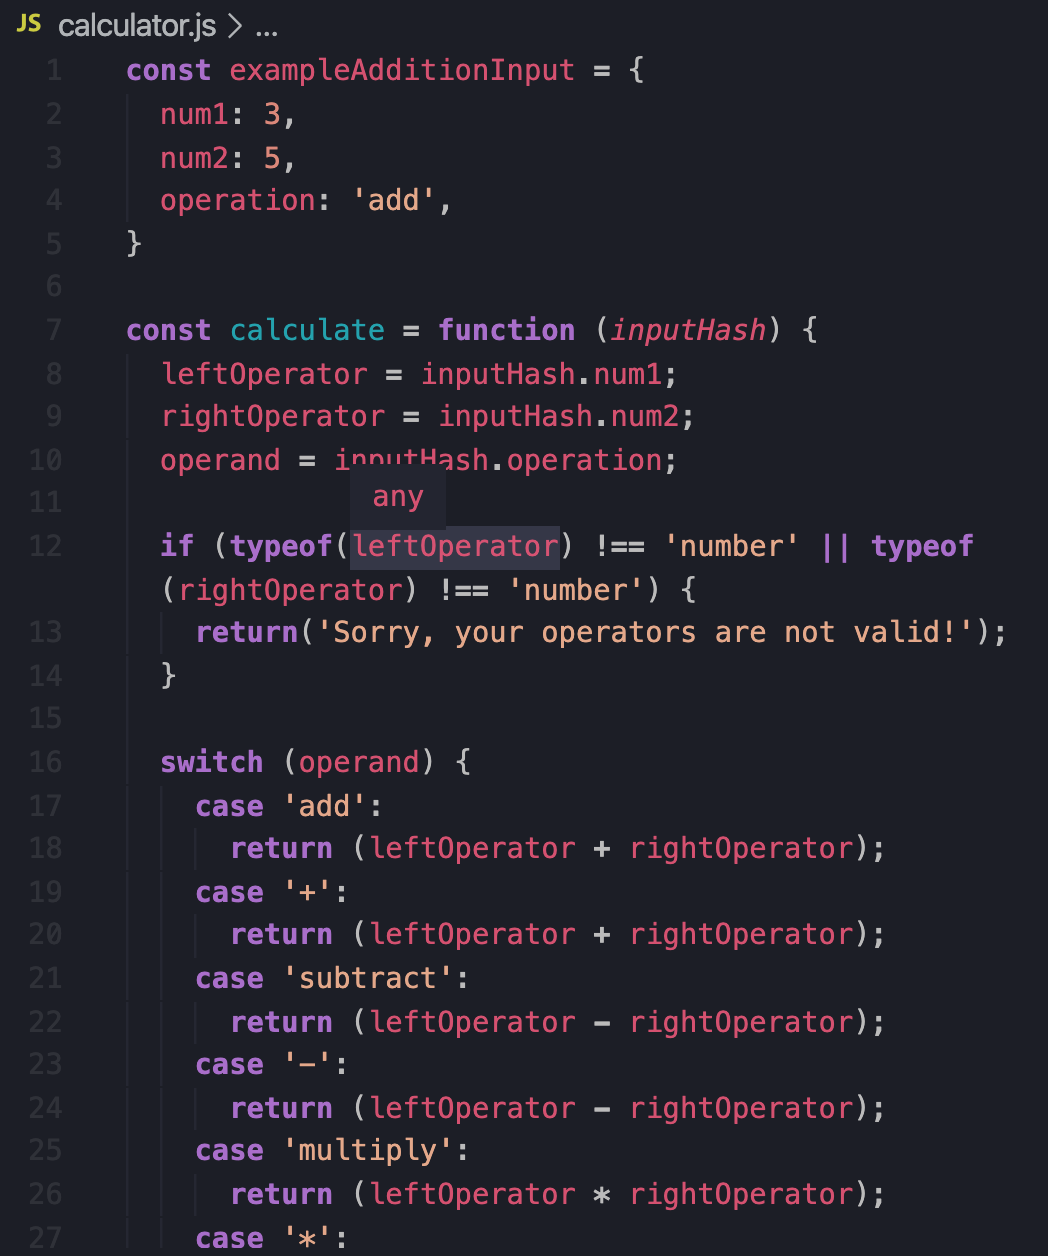 JS calculator.js > ...
1 const exampleAdditionInput = {
2 num1: 3,
3 num2: 5,
4 operation: 'add',
5 }
6
7 const calculate = function (inputHash) {
8 leftOperator = inputHash.num1;
9 rightOperator = inputHash.num2;
10 operand = inputHash.operation;
any
11
12 if (typeof(leftOperator) !== 'number' || typeof
(rightOperator) !== 'number') {
13 return('Sorry, your operators are not valid!');
14 }
15
16 switch (operand) {
17 case 'add':
18 return (leftOperator + rightOperator);
19 case '+':
20 return (leftOperator + rightOperator);
21 case 'subtract':
22 return (leftOperator - rightOperator);
23 case '-':
24 return (leftOperator - rightOperator);
25 case 'multiply':
26 return (leftOperator * rightOperator);
27 case '*':